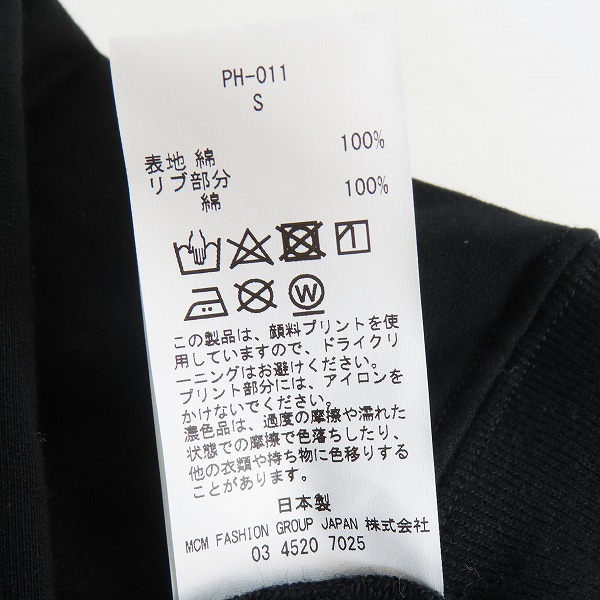 PH-011
S
表地 綿 100%
リブ部分
綿 100%
W
この製品は、顔料プリントを使
用していますので、ドライクリ
ーニングはお避けください。
プリント部分には、アイロンを
かけないでください。
濃色品は、過度の摩擦や濡れた
状態での摩擦で色落ちしたり、
他の衣類や持ち物に色移りする
ことがあります。
日本製
MCM FASHION GROUP JAPAN 株式会社
03 4520 7025